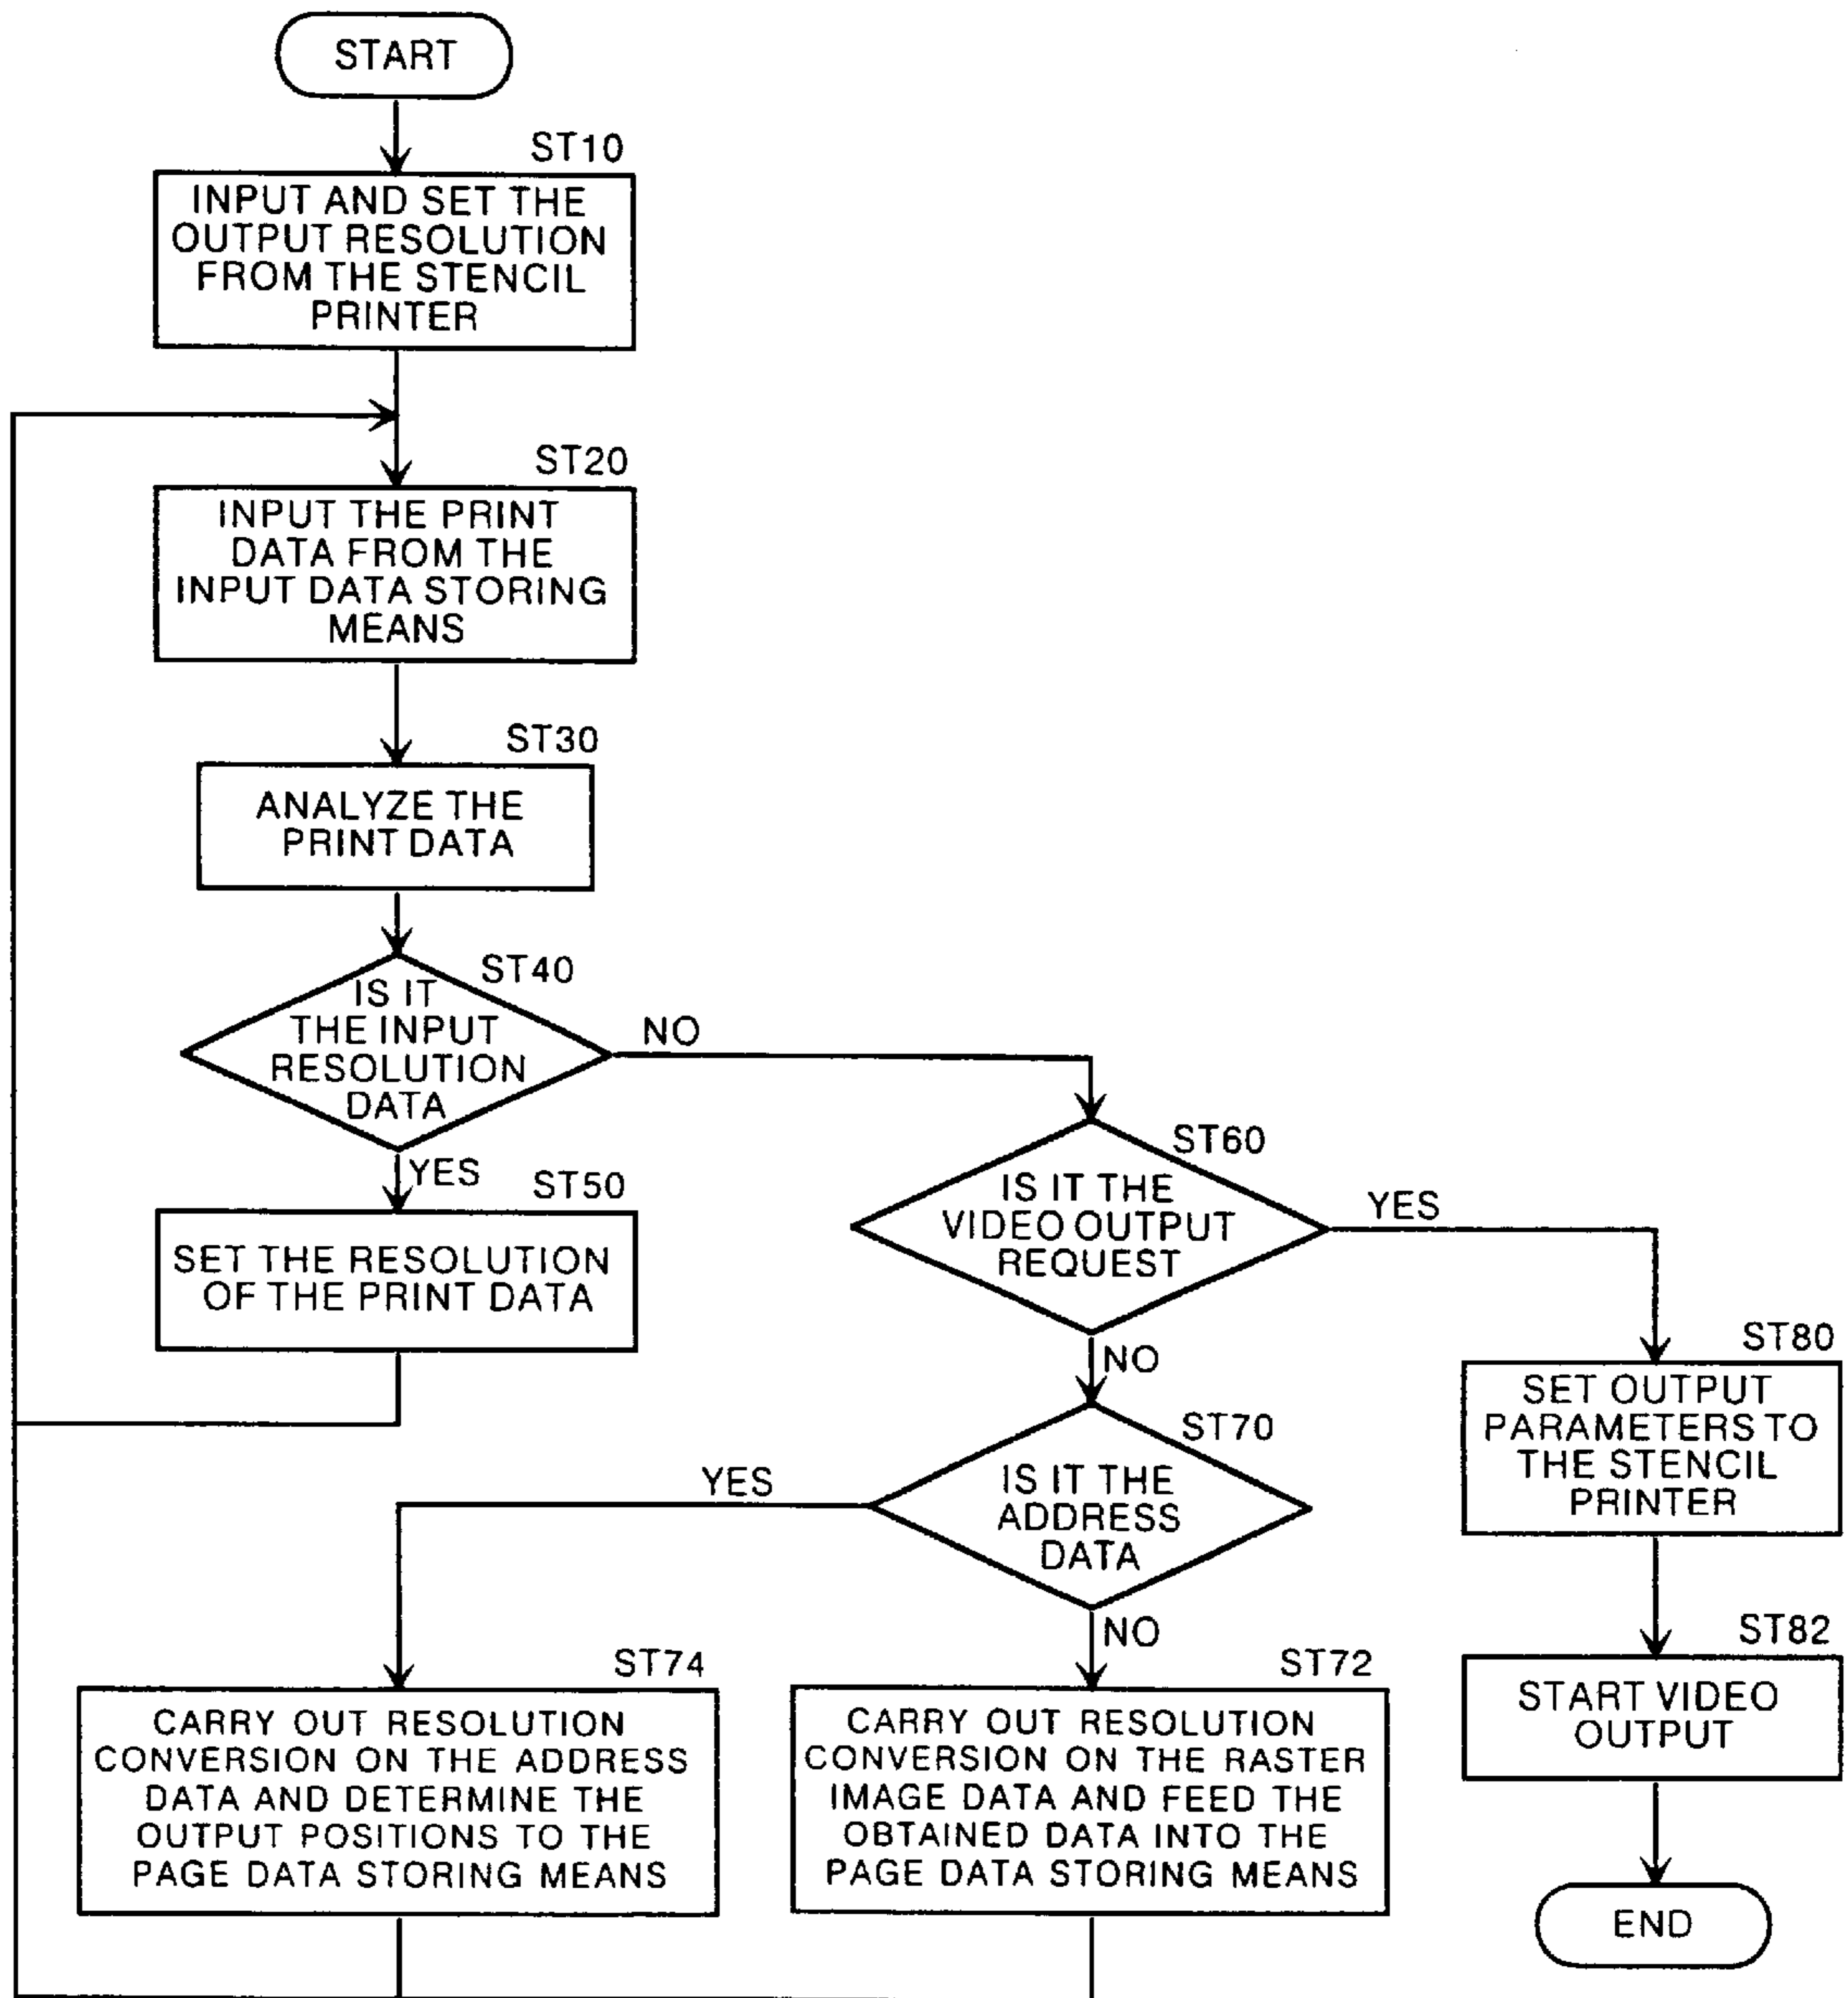 START
ST10
INPUT AND SET THE
OUTPUT RESOLUTION
FROM THE STENCIL
PRINTER
ST20
INPUT THE PRINT
DATA FROM THE
INPUT DATA STORING
MEANS
ST30
ANALYZE THE
PRINT DATA
ST40
IS IT
THE INPUT
RESOLUTION
DATA
NO
YES
ST50
SET THE RESOLUTION
OF THE PRINT DATA
ST60
IS IT THE
VIDEO OUTPUT
REQUEST
YES
NO
ST70
IS IT THE
ADDRESS
DATA
YES
NO
ST74
CARRY OUT RESOLUTION
CONVERSION ON THE ADDRESS
DATA AND DETERMINE THE
OUTPUT POSITIONS TO THE
PAGE DATA STORING MEANS
ST72
CARRY OUT RESOLUTION
CONVERSION ON THE RASTER
IMAGE DATA AND FEED THE
OBTAINED DATA INTO THE
PAGE DATA STORING MEANS
ST80
SET OUTPUT
PARAMETERS TO
THE STENCIL
PRINTER
ST82
START VIDEO
OUTPUT
END